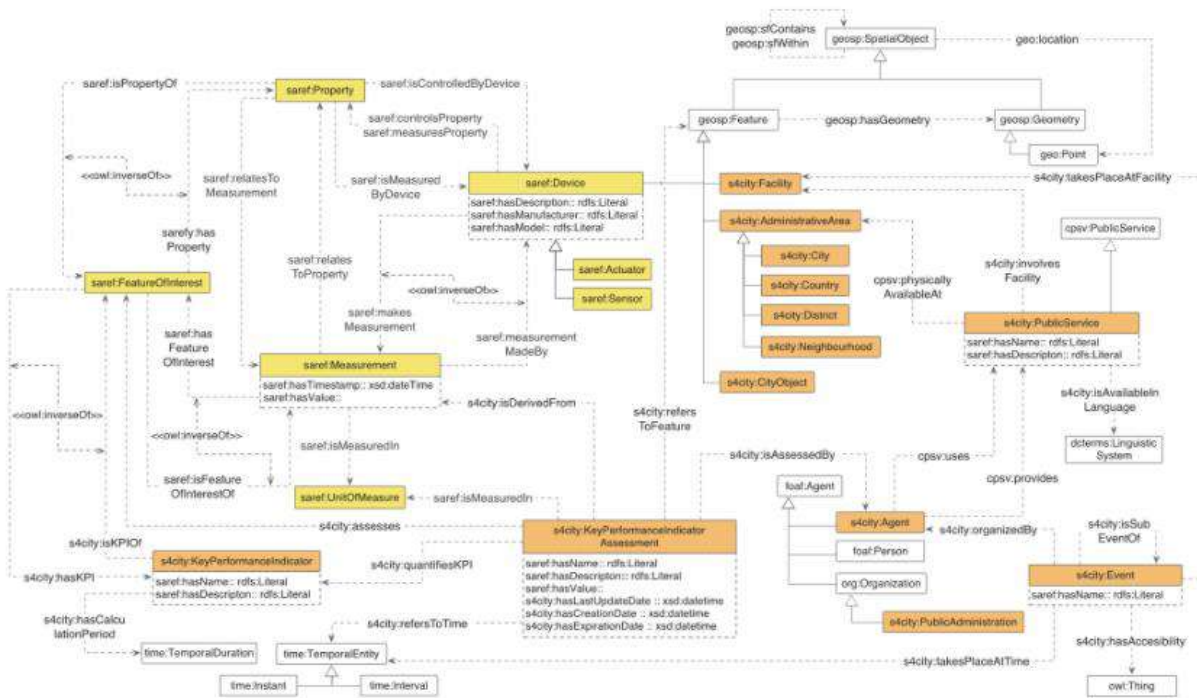 geosp:sfContains
geosp:sfWithin
geosp:SpatialObject
geo:location
saref:isPropertyOf
saref:Property
saref:isControlledByDevice
saref:controlsProperty
saref:measuresProperty
geosp:Feature
geosp:hasGeometry
geosp:Geometry
geo:Point
<<owl:inverseOf>>
saref:relatesTo
Measurement
saref:isMeasured
ByDevice
saref:Device
saref:hasDescription:: rdfs:Literal
saref:hasManufacturer:: rdfs:Literal
saref:hasModel:: rdfs:Literal
s4city:Facility
s4city:takesPlaceAtFacility
s4city:AdministrativeArea
cpsv:PublicService
sarefy:has
Property
saref:relates
ToProperty
saref:Actuator
saref:Sensor
s4city:City
s4city:Country
s4city:District
s4city:Neighbourhood
s4city:CityObject
cpsv:physically
AvailableAt
s4city:involves
Facility
saref:FeatureOfInterest
<<owl:inverseOf>>
saref:makes
Measurement
saref:measurement
MadeBy
saref:has
Feature
OfInterest
s4city:PublicService
saref:hasName:: rdfs:Literal
saref:hasDescripton:: rdfs:Literal
saref:Measurement
saref:hasTimestamp:: xsd:dateTime
saref:hasValue::
s4city:isDerivedFrom
s4city:refers
ToFeature
s4city:isAvailableIn
Language
<<owl:inverseOf>>
<<owl:inverseOf>>
saref:isMeasuredIn
s4city:isAssessedBy
cpsv:uses
dcterms:Linguistic
System
saref:isFeature
OfInterestOf
saref:UnitOfMeasure
saref:isMeasuredIn
foaf:Agent
cpsv:provides
s4city:assesses
s4city:isKPIOf
s4city:KeyPerformanceIndicator
saref:hasName:: rdfs:Literal
saref:hasDescripton:: rdfs:Literal
s4city:hasKPI
s4city:quantifiesKPI
s4city:KeyPerformanceIndicator
Assessment
saref:hasName:: rdfs:Literal
saref:hasDescripton:: rdfs:Literal
saref:hasValue::
s4city:hasLastUpdateDate :: xsd:datetime
s4city:hasCreationDate :: xsd:datetime
s4city:hasExpirationDate :: xsd:datetime
s4city:Agent
foaf:Person
org:Organization
s4city:PublicAdministration
s4city:organizedBy
s4city:isSub
EventOf
s4city:Event
saref:hasName:: rdfs:Literal
s4city:hasCalcu
lationPeriod
s4city:refersToTime
time:TemporalDuration
time:TemporalEntity
s4city:takesPlaceAtTime
s4city:hasAccesibility
time:Instant
time:Interval
owl:Thing